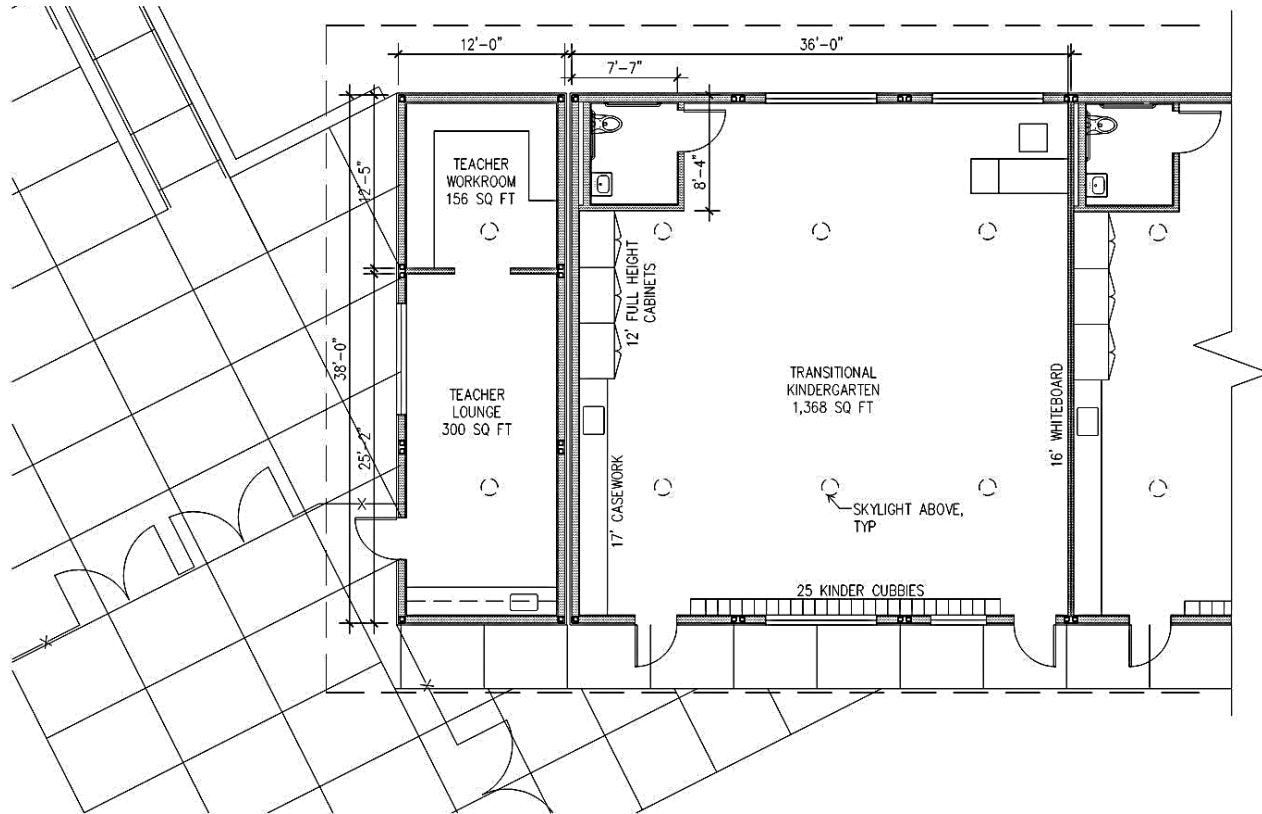 12'-0"
36'-0"
7'-7"
TEACHER
WORKROOM
156 SQ FT
12'-5"
8'-4"
12' FULL HEIGHT
CABINETS
38'-0"
TEACHER
LOUNGE
300 SQ FT
25'-2"
TRANSITIONAL
KINDERGARTEN
1,368 SQ FT
16' WHITEBOARD
17' CASEWORK
SKYLIGHT ABOVE,
TYP
25 KINDER CUBBIES